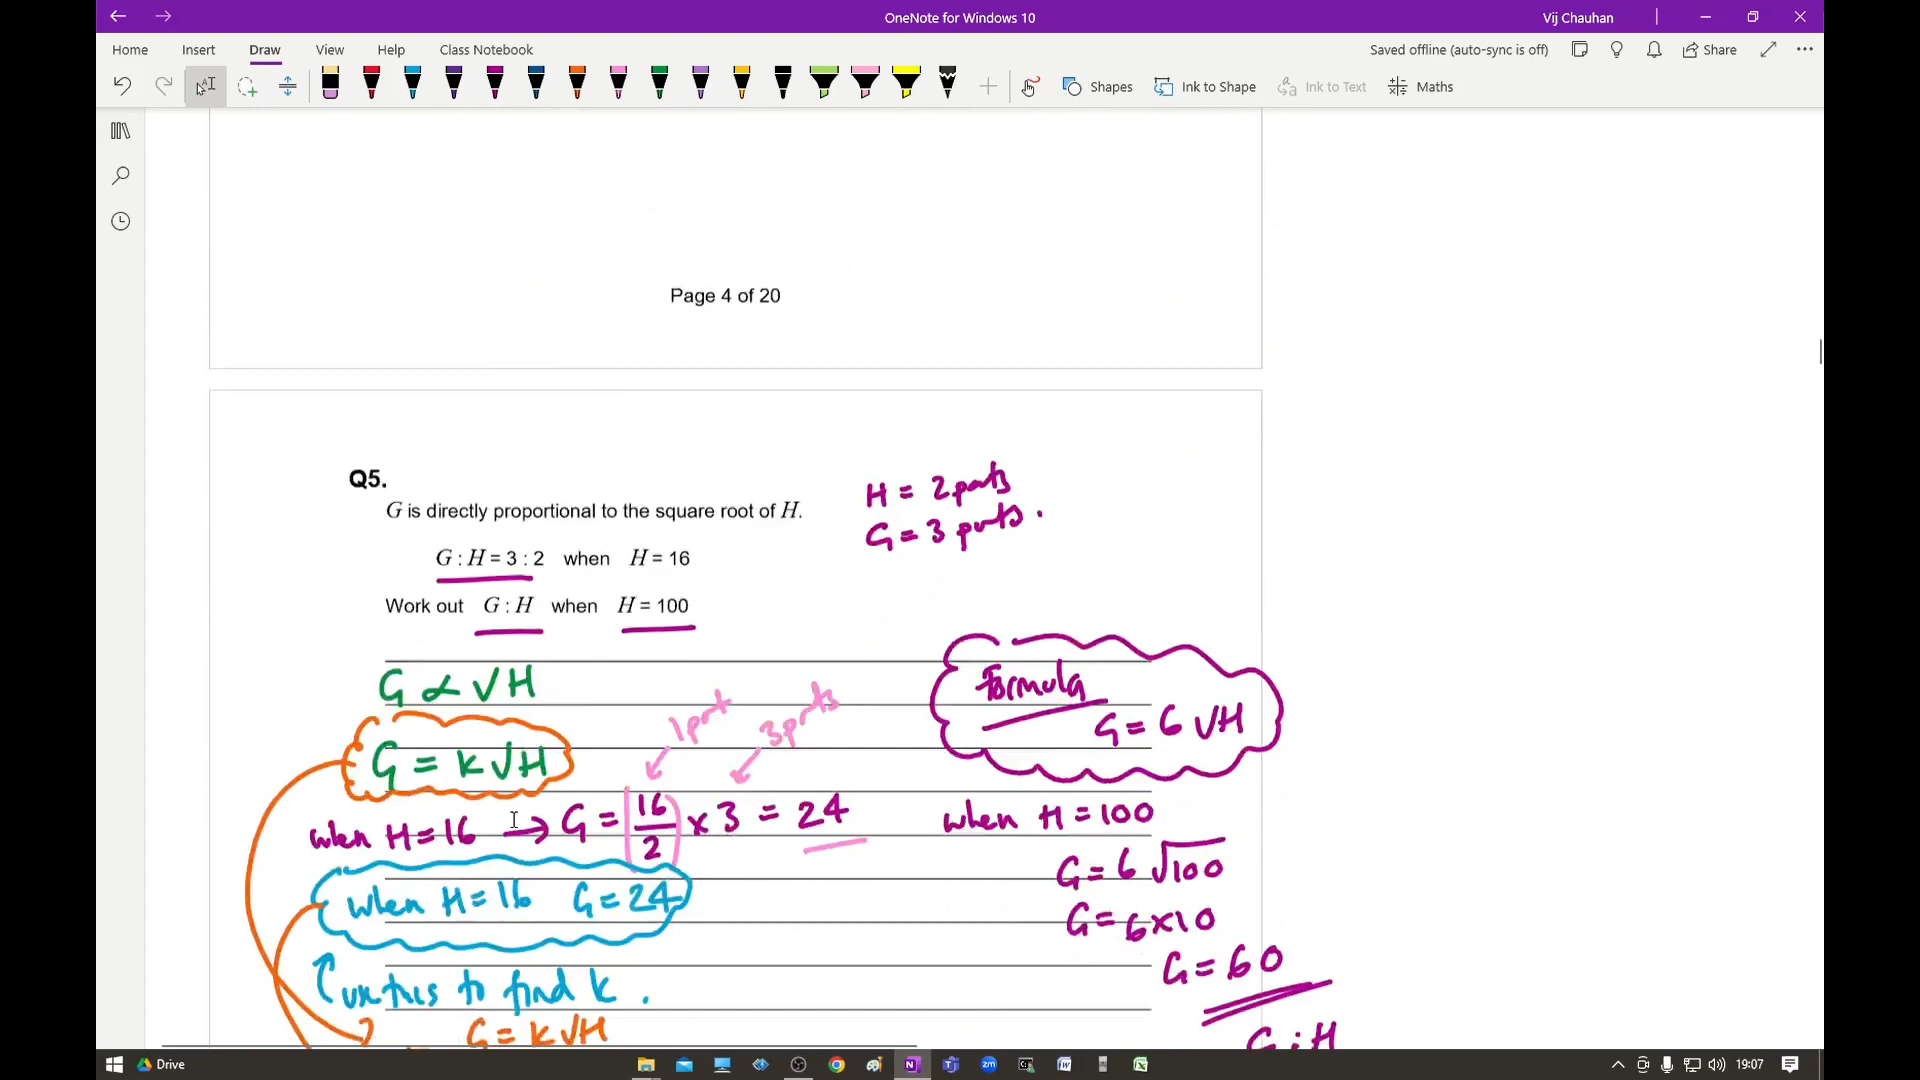 OneNote for Windows 10
Vij Chauhan
Home Insert Draw View Help Class Notebook
Saved offline (auto-sync is off)
Share
Shapes
Ink to Shape
Ink to Text
Maths
Page 4 of 20
Q5.
G is directly proportional to the square root of H.
G : H = 3 : 2 when H = 16
Work out G : H when H = 100
H = 2 parts
G = 3 parts.
G ∝ √H
G = k√H
1 part
3 parts
when H = 16 → G = (16/2) × 3 = 24
when H = 16 G = 24
use this to find k.
G = k√H
Formula
G = 6√H
when H = 100
G = 6√100
G = 6×10
G = 60
G : H
Drive
19:07